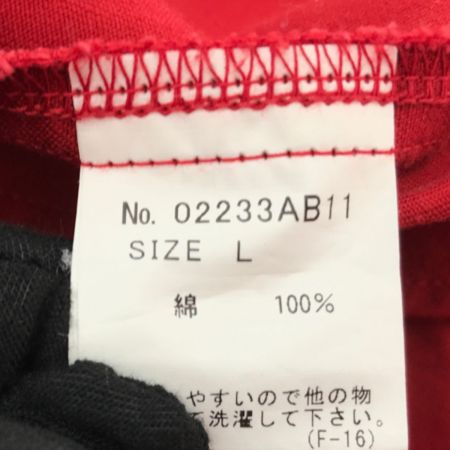 No. 02233AB11
SIZE L
綿 100%
やすいので他の物
洗濯して下さい。
(F-16)